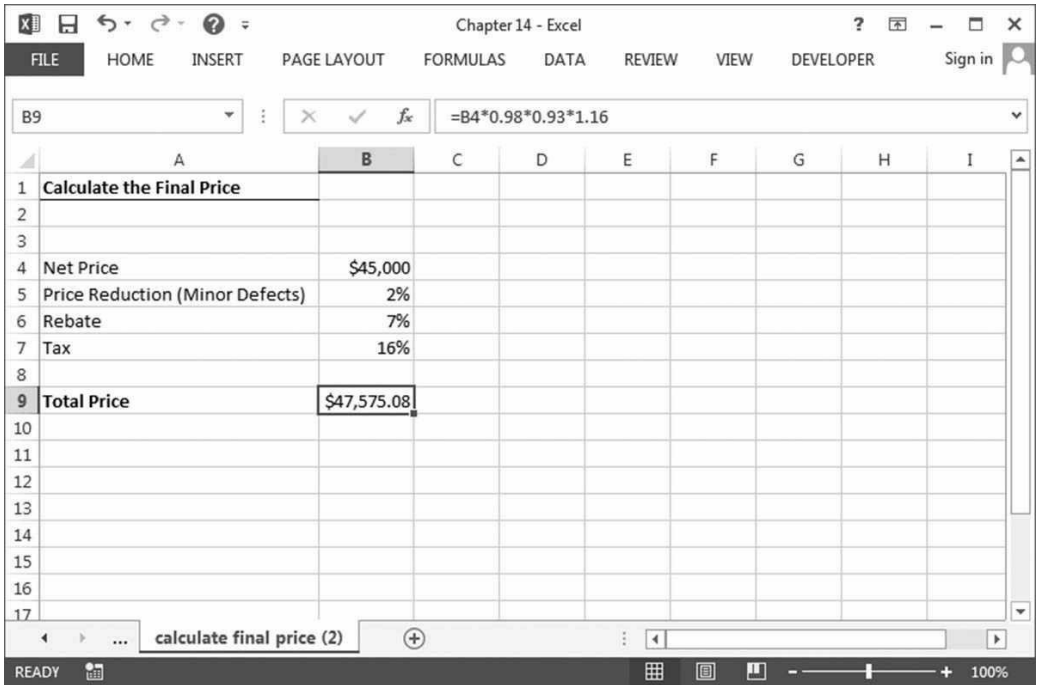 Chapter 14 - Excel
FILE HOME INSERT PAGE LAYOUT FORMULAS DATA REVIEW VIEW DEVELOPER Sign in
B9 fx =B4*0.98*0.93*1.16
A B C D E F G H I
1 Calculate the Final Price
2
3
4 Net Price $45,000
5 Price Reduction (Minor Defects) 2%
6 Rebate 7%
7 Tax 16%
8
9 Total Price $47,575.08
10
11
12
13
14
15
16
17
... calculate final price (2)
READY 100%